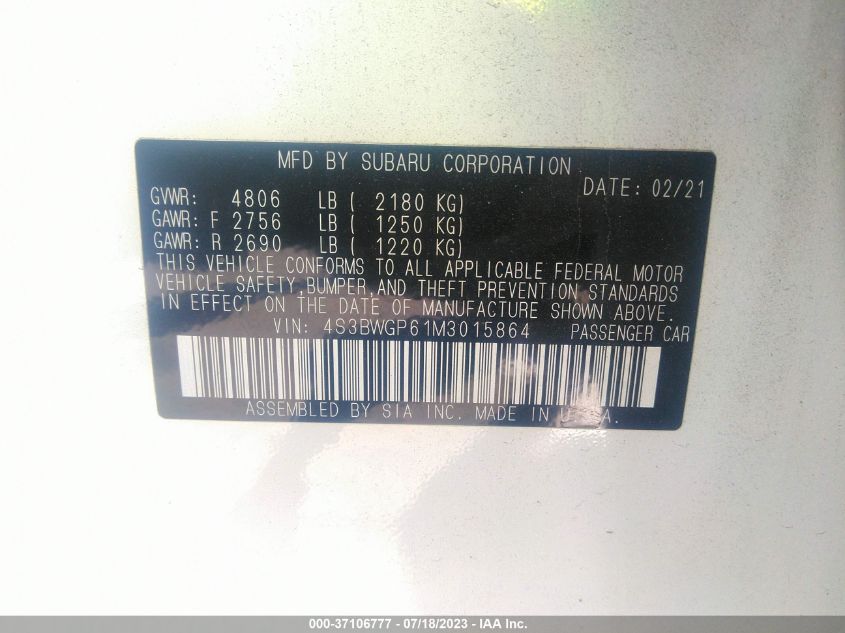 MFD BY SUBARU CORPORATION
DATE: 02/21
GVWR: 4806 LB ( 2180 KG)
GAWR: F 2756 LB ( 1250 KG)
GAWR: R 2690 LB ( 1220 KG)
THIS VEHICLE CONFORMS TO ALL APPLICABLE FEDERAL MOTOR
VEHICLE SAFETY,BUMPER,AND THEFT PREVENTION STANDARDS
IN EFFECT ON THE DATE OF MANUFACTURE SHOWN ABOVE.
VIN: 4S3BWGP61M3015864 PASSENGER CAR
ASSEMBLED BY SIA INC. MADE IN U.S.A.
000-37106777 - 07/18/2023 - IAA Inc.